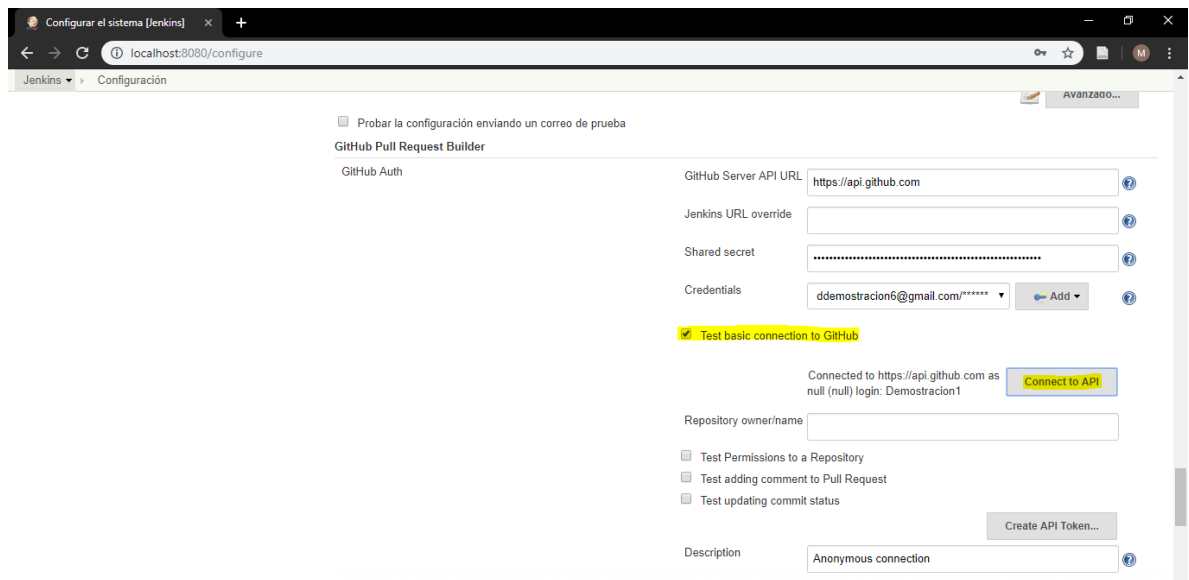 Configurar el sistema [Jenkins]
localhost:8080/configure
M
Jenkins
Configuración
Avanzado...
Probar la configuración enviando un correo de prueba
GitHub Pull Request Builder
GitHub Auth
GitHub Server API URL
https://api.github.com
Jenkins URL override
Shared secret
Credentials
ddemostracion6@gmail.com/******
Add
Test basic connection to GitHub
Connected to https://api.github.com as
null (null) login: Demostracion1
Connect to API
Repository owner/name
Test Permissions to a Repository
Test adding comment to Pull Request
Test updating commit status
Create API Token...
Description
Anonymous connection